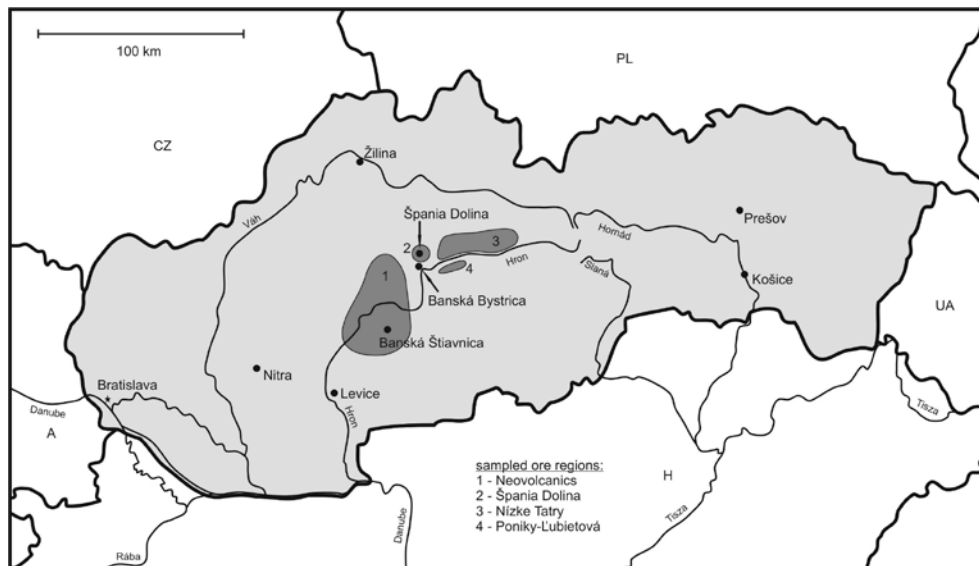 100 km
PL
CZ
Žilina
Váh
Špania Dolina
Prešov
2
3
Hornád
Hron
4
Slaná
1
Košice
Banská Bystrica
UA
Banská Štiavnica
Nitra
Bratislava
Levice
Danube
Hron
Tisza
A
sampled ore regions:
H
1 - Neovolcanics
2 - Špania Dolina
3 - Nízke Tatry
4 - Poniky-Ľubietová
Danube
Tisza
Rába